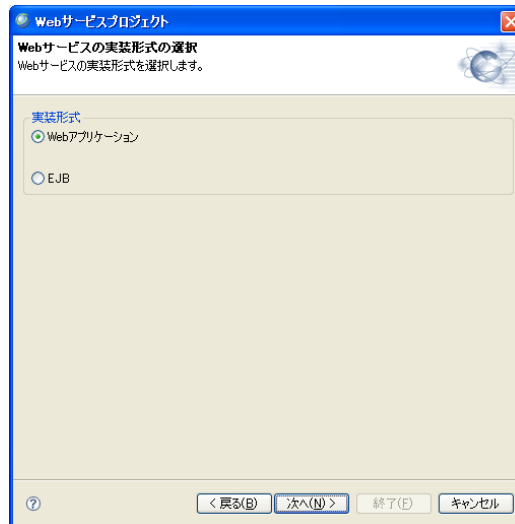 Webサービスプロジェクト
Webサービスの実装形式の選択
Webサービスの実装形式を選択します。
実装形式
Webアプリケーション
EJB
?
< 戻る(B) 次へ(N) > 終了(F) キャンセル